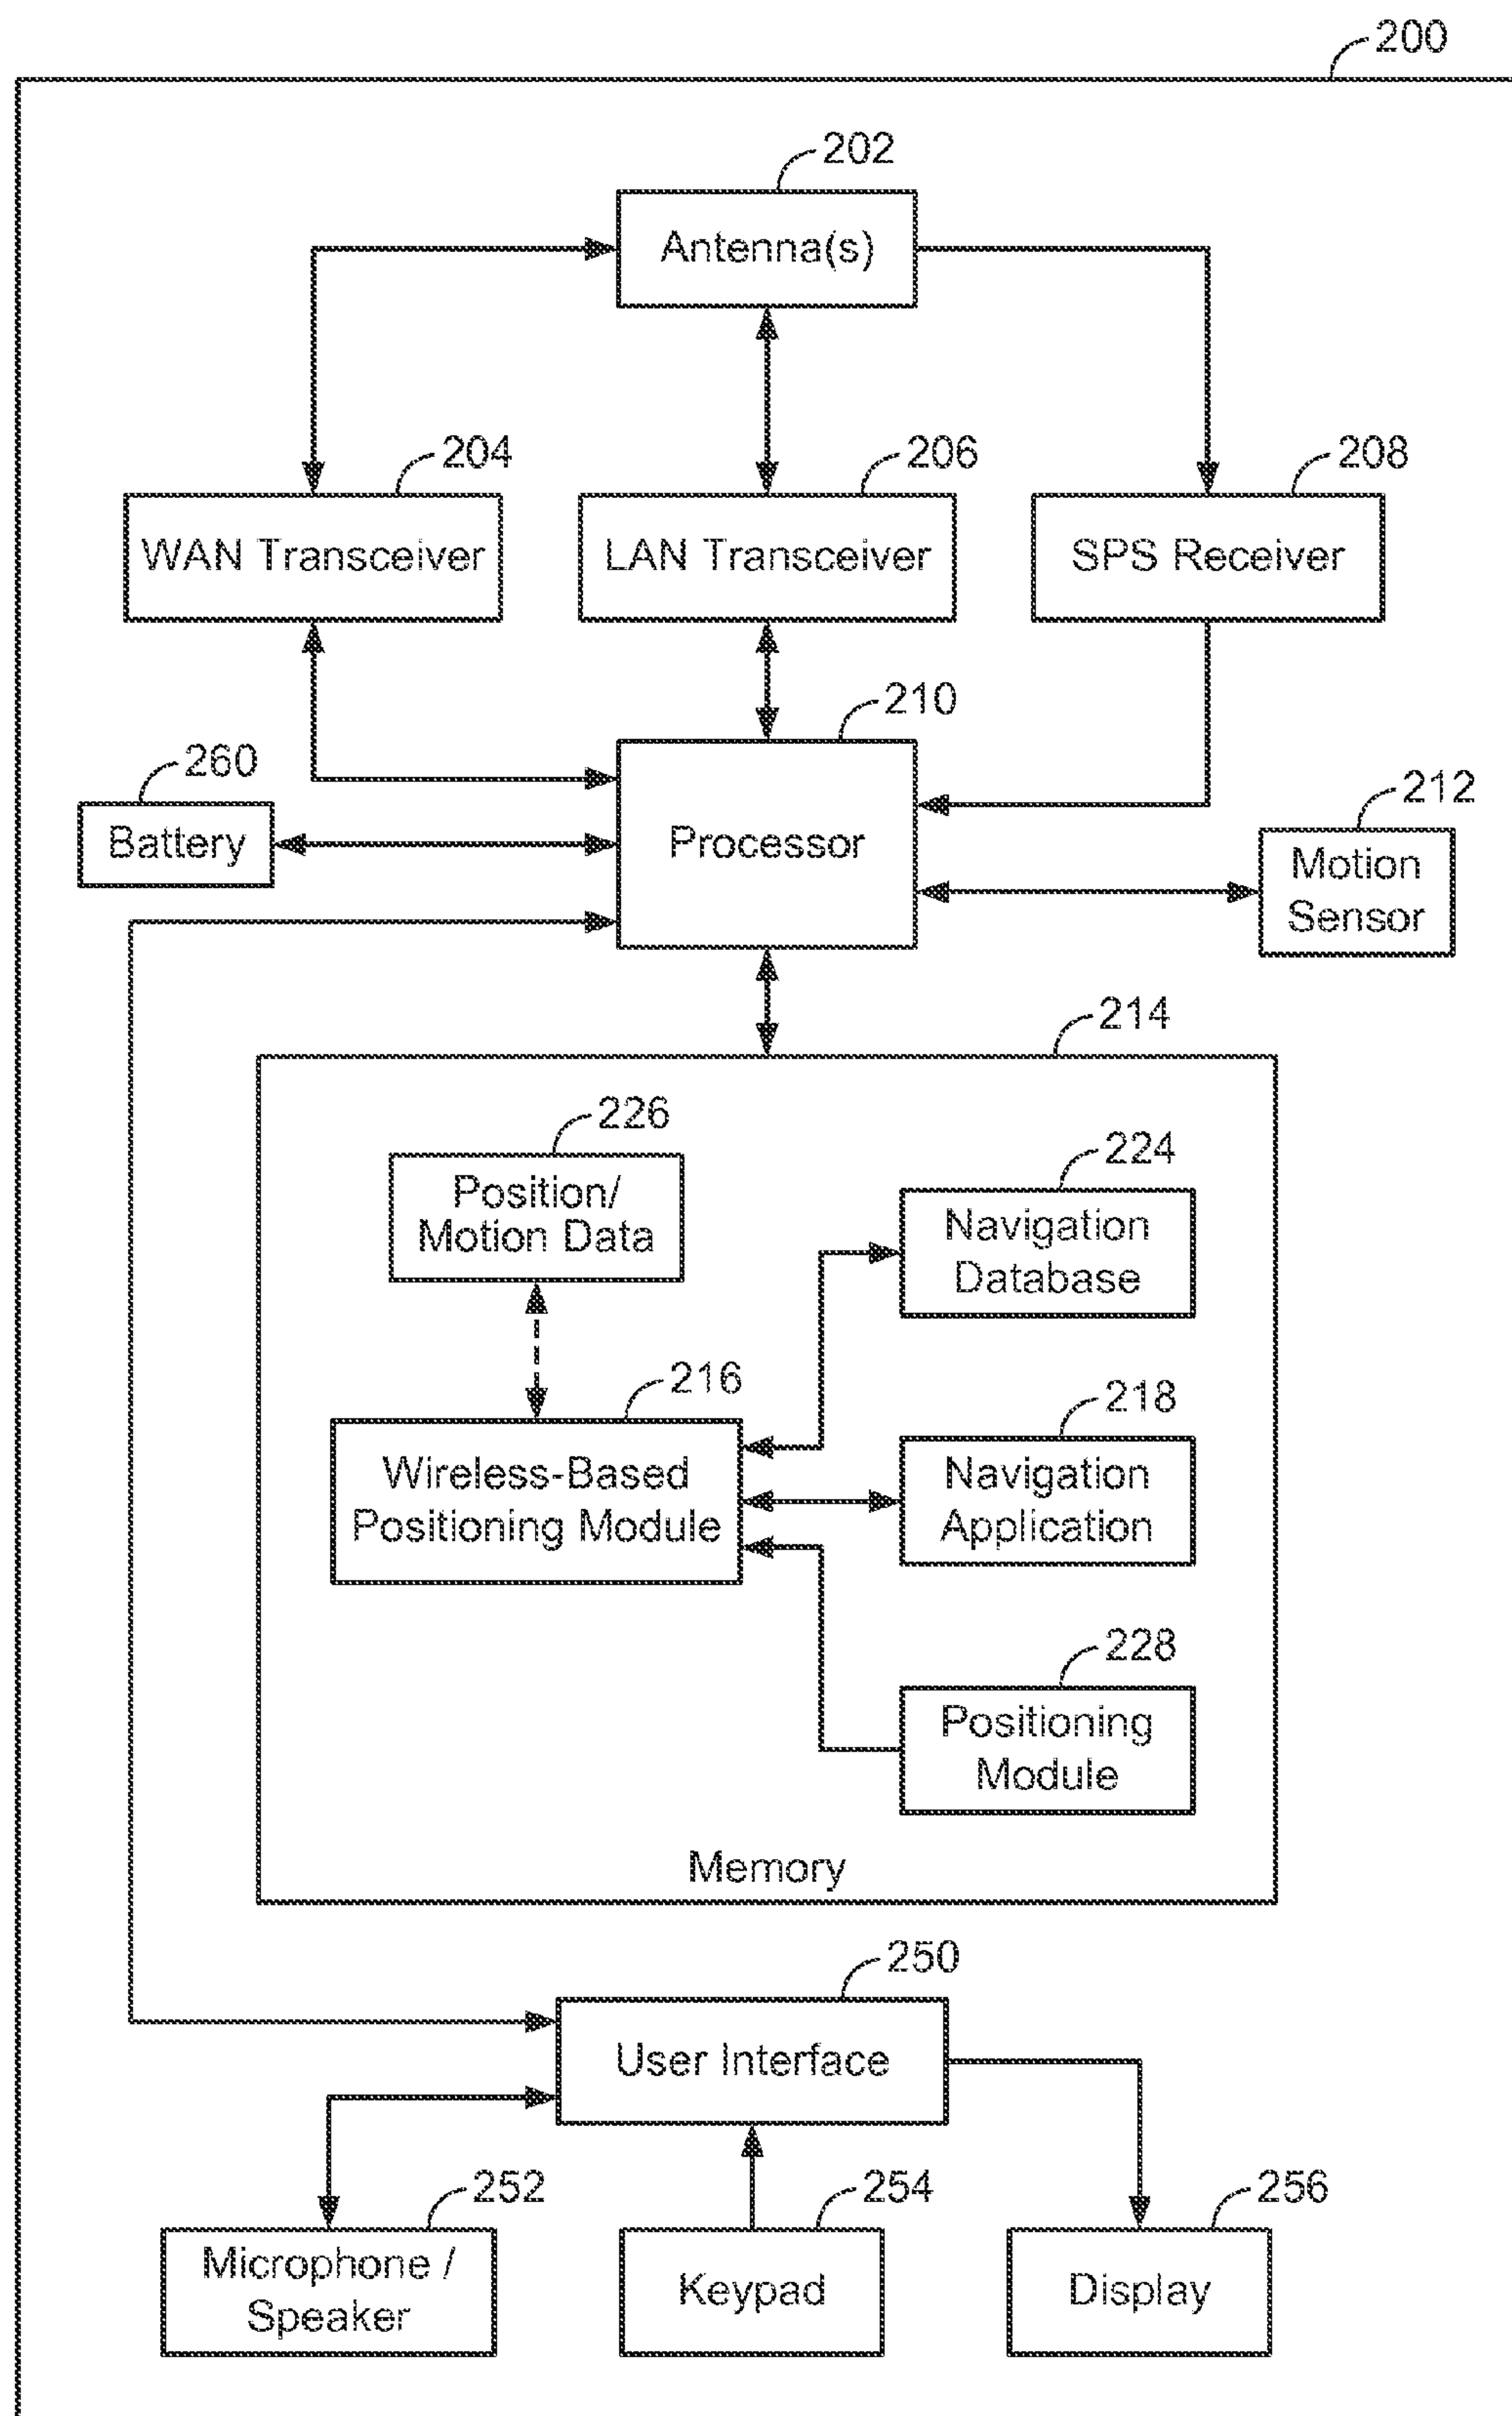 200
202
Antenna(s)
204
206
208
WAN Transceiver
LAN Transceiver
SPS Receiver
210
260
212
Battery
Processor
Motion
Sensor
214
226
224
Position/
Motion Data
Navigation
Database
216
218
Wireless-Based
Positioning Module
Navigation
Application
228
Positioning
Module
Memory
250
User Interface
252
254
256
Microphone /
Speaker
Keypad
Display